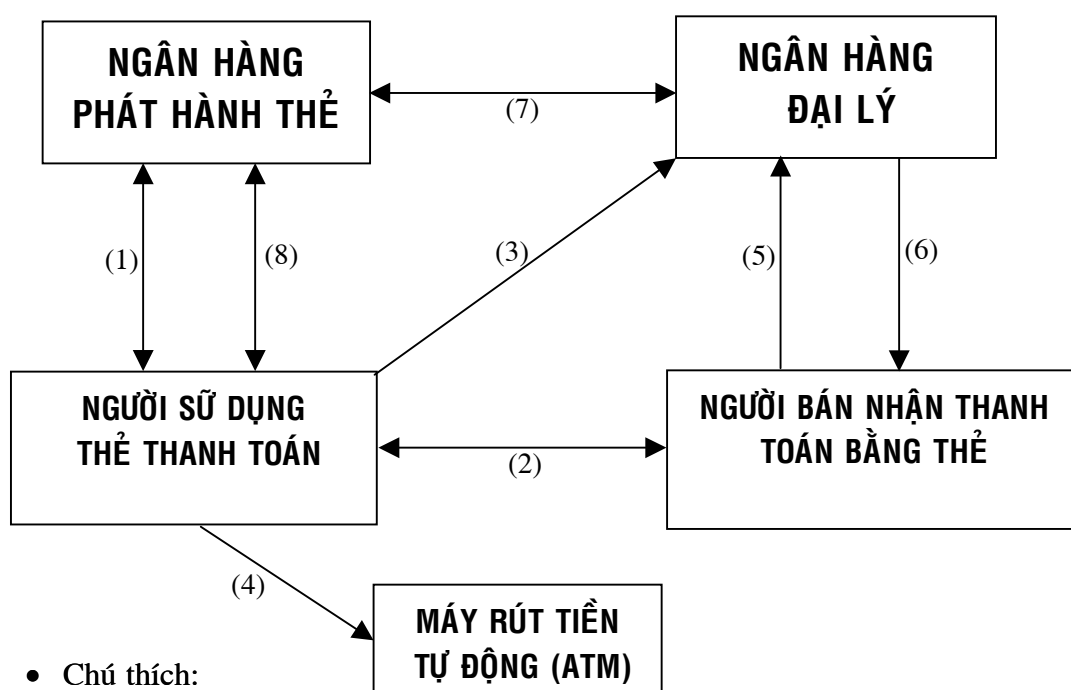 NGÂN HÀNG
PHÁT HÀNH THẺ
NGÂN HÀNG
ĐẠI LÝ
(7)
(1)
(8)
(3)
(5)
(6)
NGƯỜI SỮ DỤNG
THẺ THANH TOÁN
NGƯỜI BÁN NHẬN THANH
TOÁN BẰNG THẺ
(2)
(4)
MÁY RÚT TIỀN
TỰ ĐỘNG (ATM)
• Chú thích: